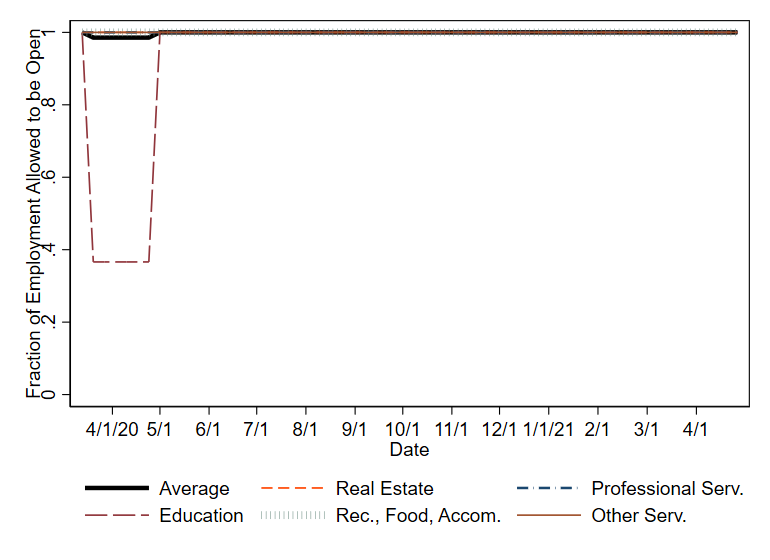 Fraction of Employment Allowed to be Open
1
.8
.6
.4
.2
0
4/1/20 5/1 6/1 7/1 8/1 9/1 10/1 11/1 12/1 1/1/21 2/1 3/1 4/1
Date
Average Real Estate Professional Serv.
Education Rec., Food, Accom. Other Serv.